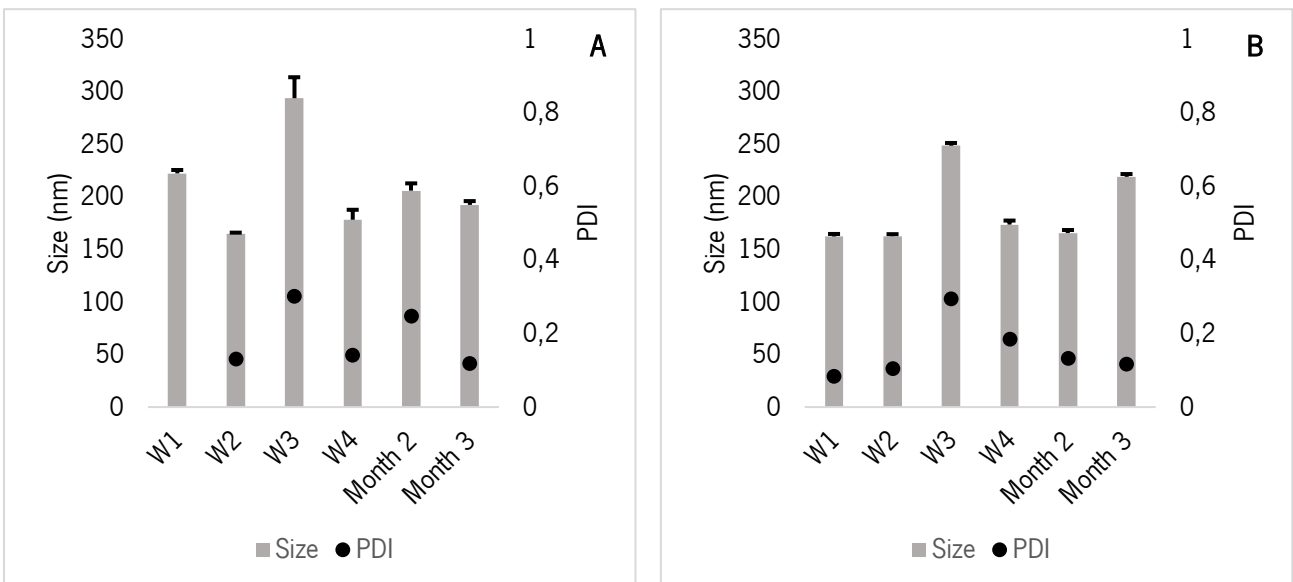 A
350
300
250
200
150
100
50
0
Size (nm)
1
0,8
0,6
0,4
0,2
0
PDI
W1
W2
W3
W4
Month 2
Month 3
Size
PDI
B
350
300
250
200
150
100
50
0
Size (nm)
1
0,8
0,6
0,4
0,2
0
PDI
W1
W2
W3
W4
Month 2
Month 3
Size
PDI